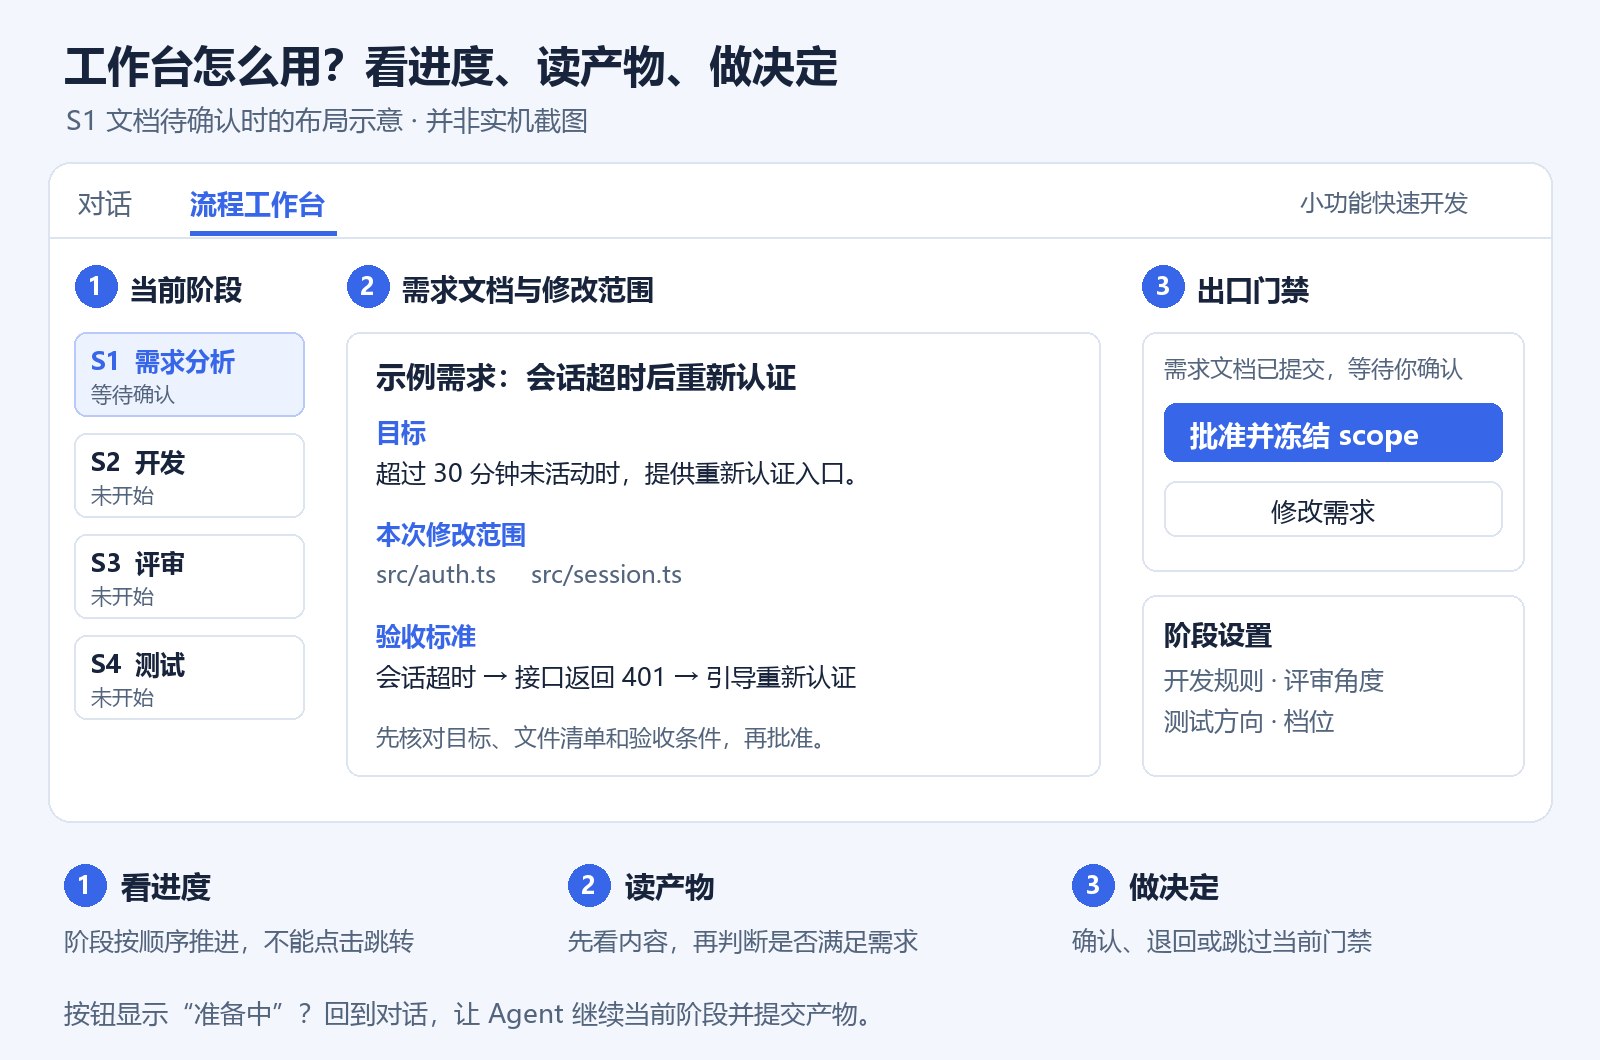 工作台怎么用？看进度、读产物、做决定
S1 文档待确认时的布局示意 · 并非实机截图
对话
流程工作台
小功能快速开发
1 当前阶段
S1 需求分析
等待确认
S2 开发
未开始
S3 评审
未开始
S4 测试
未开始
2 需求文档与修改范围
示例需求：会话超时后重新认证
目标
超过 30 分钟未活动时，提供重新认证入口。
本次修改范围
src/auth.ts src/session.ts
验收标准
会话超时 → 接口返回 401 → 引导重新认证
先核对目标、文件清单和验收条件，再批准。
3 出口门禁
需求文档已提交，等待你确认
批准并冻结 scope
修改需求
阶段设置
开发规则 · 评审角度
测试方向 · 档位
1 看进度
阶段按顺序推进，不能点击跳转
2 读产物
先看内容，再判断是否满足需求
3 做决定
确认、退回或跳过当前门禁
按钮显示“准备中”？回到对话，让 Agent 继续当前阶段并提交产物。